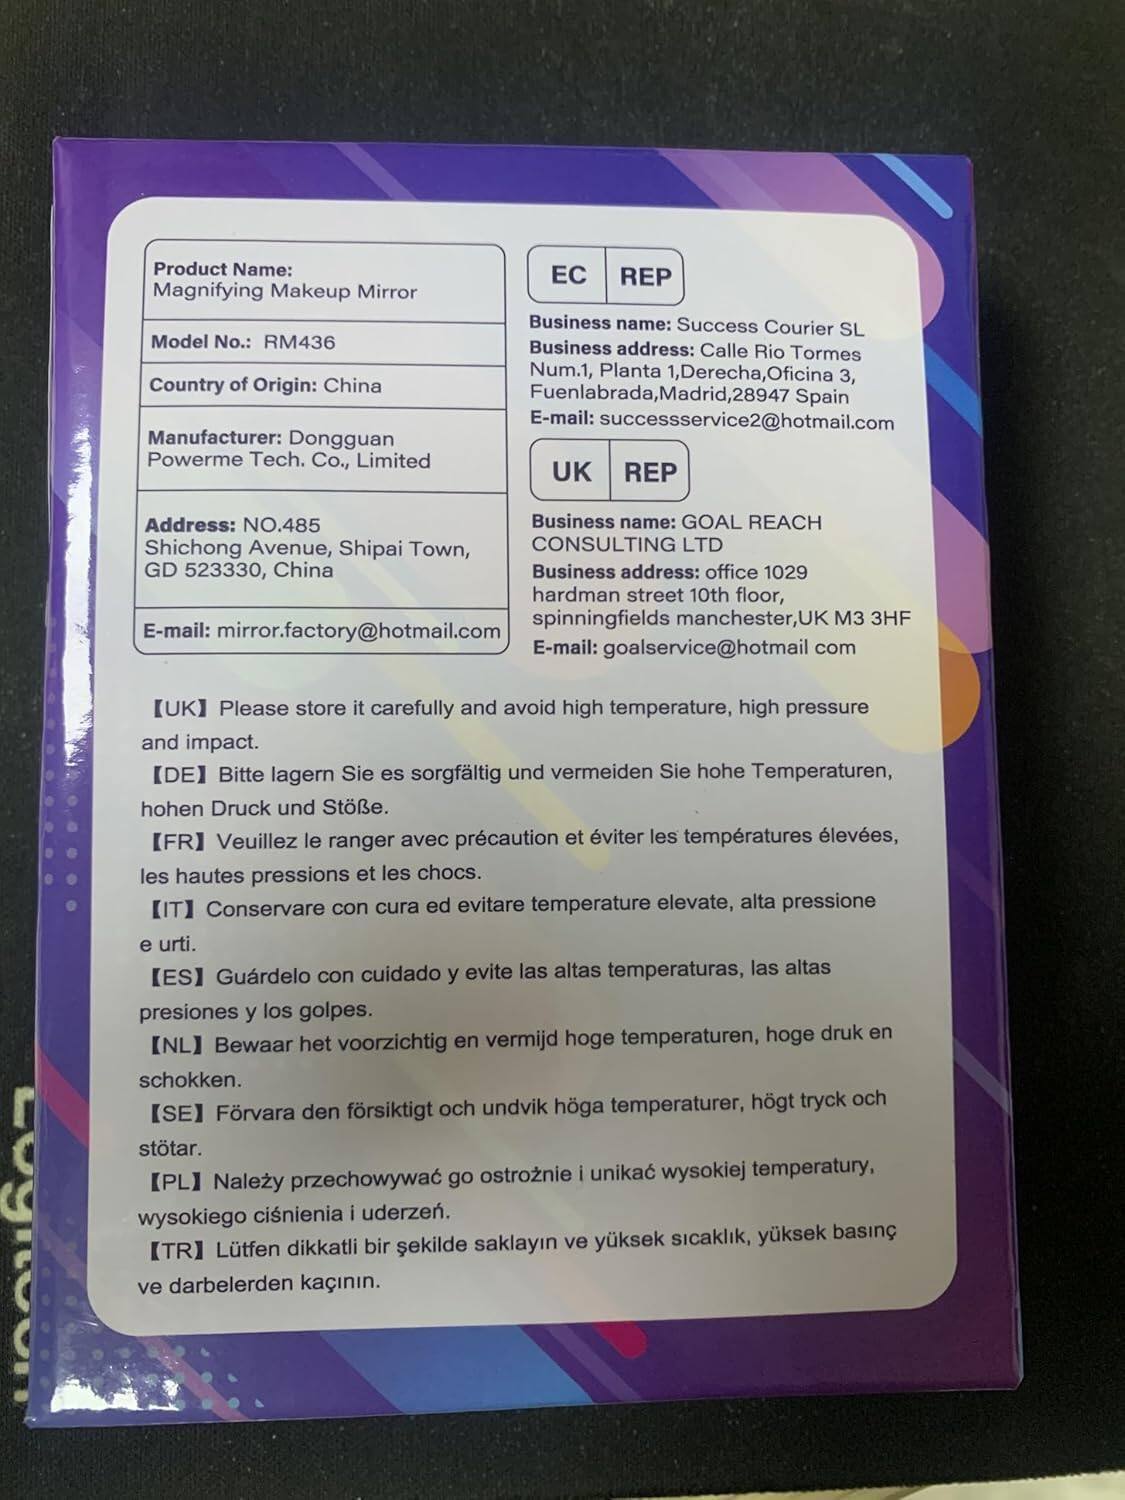 Product Name:
Magnifying Makeup Mirror
Model No.: RM436
Country of Origin: China
Manufacturer: Dongguan
Powerme Tech. Co., Limited
Address: NO.485
Shichong Avenue, Shipai Town,
GD 523330, China
E-mail: mirror.factory@hotmail.com
EC REP
Business name: Success Courier SL
Business address: Calle Rio Tormes
Num.1, Planta 1,Derecha,Oficina 3,
Fuenlabrada,Madrid,28947 Spain
E-mail: successservice2@hotmail.com
UK REP
Business name: GOAL REACH
CONSULTING LTD
Business address: office 1029
hardman street 10th floor,
spinningfields manchester,UK M3 3HF
E-mail: goalservice@hotmail com
【UK】 Please store it carefully and avoid high temperature, high pressure
and impact.
【DE】 Bitte lagern Sie es sorgfältig und vermeiden Sie hohe Temperaturen,
hohen Druck und Stöße.
【FR】 Veuillez le ranger avec précaution et éviter les températures élevées,
les hautes pressions et les chocs.
【IT】 Conservare con cura ed evitare temperature elevate, alta pressione
e urti.
【ES】 Guárdelo con cuidado y evite las altas temperaturas, las altas
presiones y los golpes.
【NL】 Bewaar het voorzichtig en vermijd hoge temperaturen, hoge druk en
schokken.
【SE】 Förvara den försiktigt och undvik höga temperaturer, högt tryck och
stötar.
【PL】 Należy przechowywać go ostrożnie i unikać wysokiej temperatury,
wysokiego ciśnienia i uderzeń.
【TR】 Lütfen dikkatli bir şekilde saklayın ve yüksek sıcaklık, yüksek basınç
ve darbelerden kaçının.